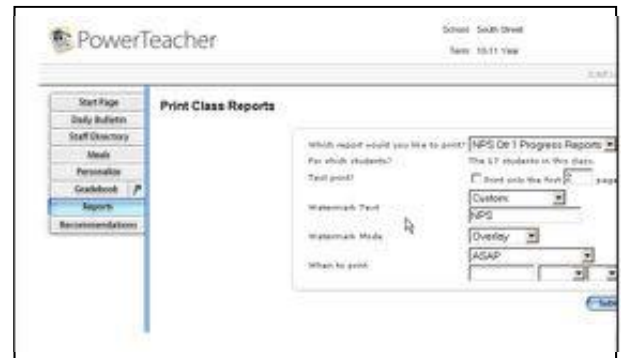 PowerTeacher
School: South Street
Term: 10-11 Year
Start Page
Daily Bulletin
Staff Directory
Meals
Personalize
Gradebook
Reports
Recommendations
Print Class Reports
Which report would you like to print? NPS Qtr 1 Progress Reports
For which students? The 17 students in this class
Test print? Print only the first 2 page
Watermark Text Custom
NPS
Watermark Mode Overlay
When to print ASAP